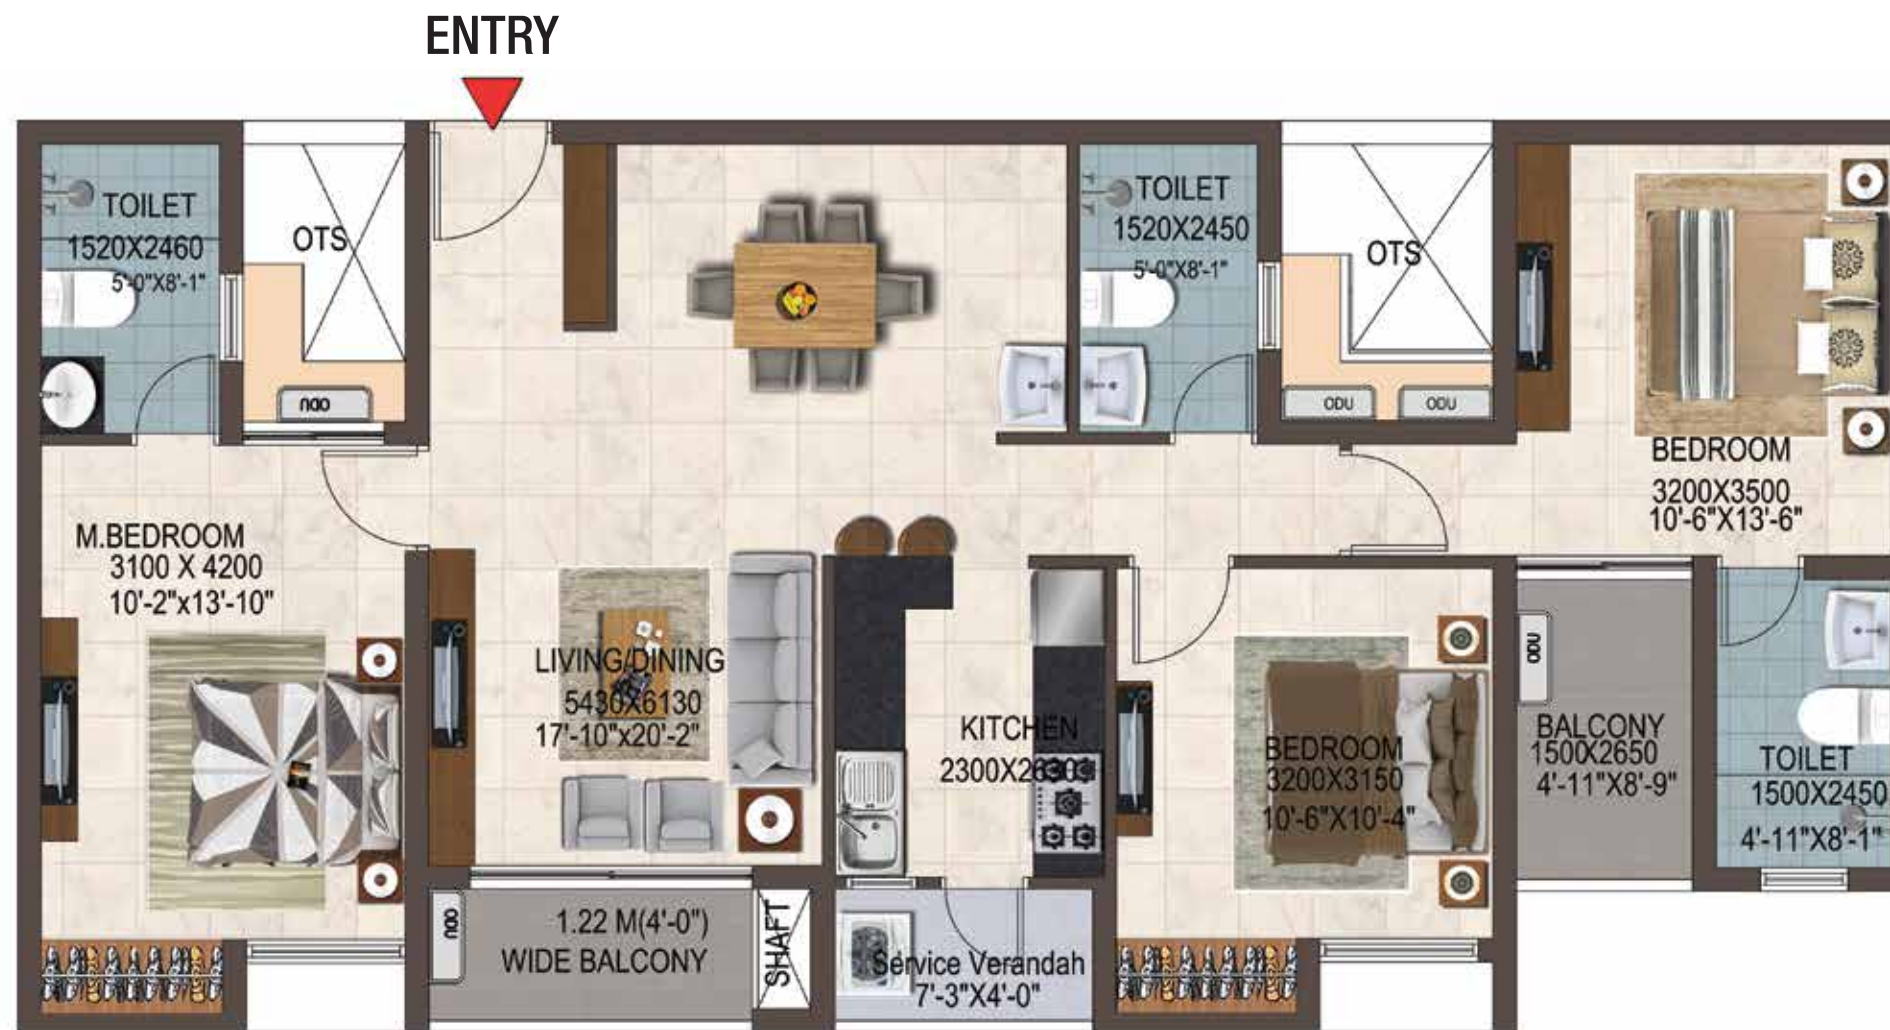 ENTRY
TOILET
1520X2460
5'-0"X8'-1"
OTS
ODU
TOILET
1520X2450
5'-0"X8'-1"
OTS
ODU
ODU
BEDROOM
3200X3500
10'-6"X13'-6"
M.BEDROOM
3100 X 4200
10'-2"x13'-10"
LIVING/DINING
5430X6130
17'-10"x20'-2"
KITCHEN
BEDROOM
3200X3150
10'-6"X10'-4"
ODU
BALCONY
1500X2650
4'-11"X8'-9"
TOILET
1500X2450
4'-11"X8'-1"
ODU
1.22 M(4'-0")
WIDE BALCONY
SHAFT
Service Verandah
7'-3"X4'-0"